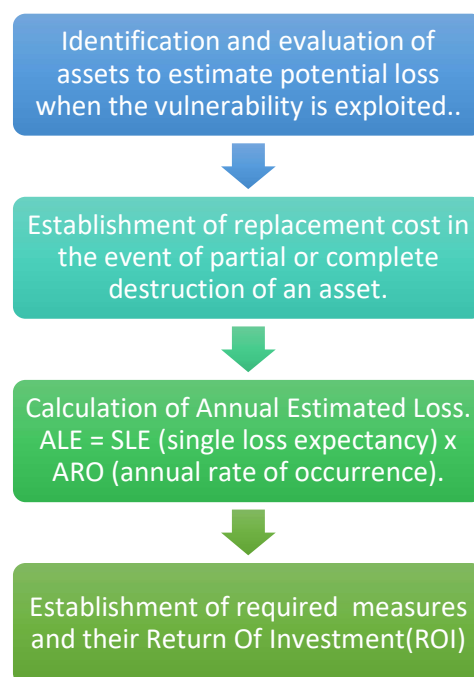 Identification and evaluation of
assets to estimate potential loss
when the vulnerability is exploited..
Establishment of replacement cost in
the event of partial or complete
destruction of an asset.
Calculation of Annual Estimated Loss.
ALE = SLE (single loss expectancy) x
ARO (annual rate of occurrence).
Establishment of required  measures
and their Return Of Investment(ROI)